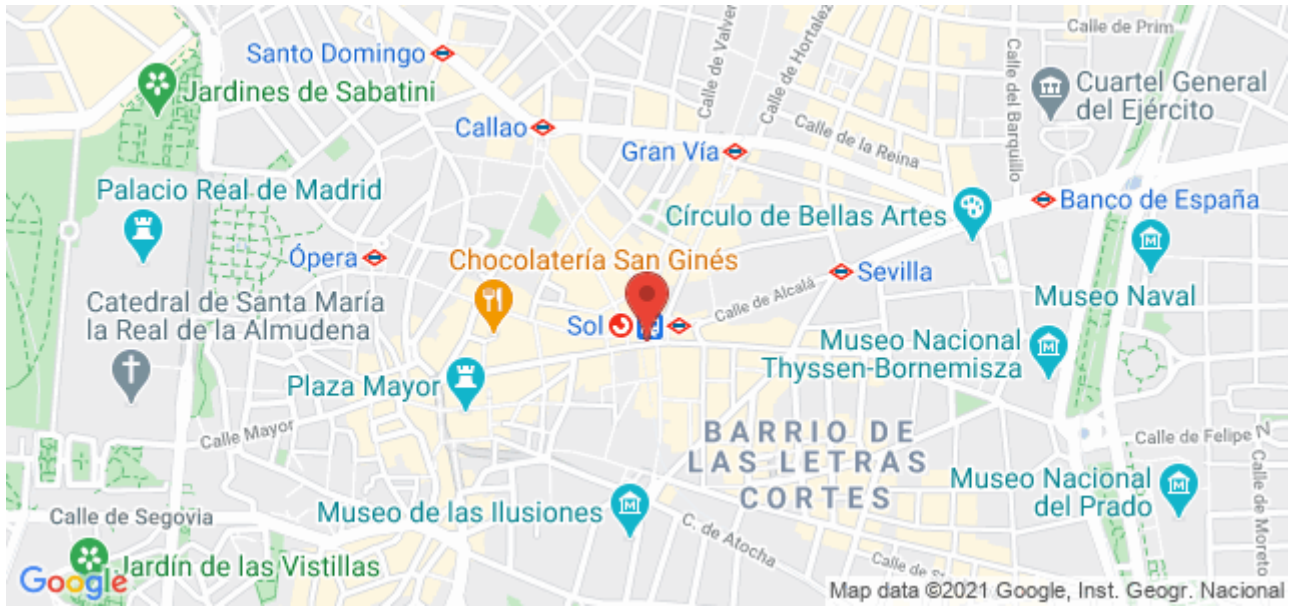 Calle de Prim
Santo Domingo
Calle de Valver
Calle de Hortalez
Jardines de Sabatini
Calle del Barquillo
Cuartel General
del Ejército
Callao
Gran Vía
Calle de la Reina
Palacio Real de Madrid
Círculo de Bellas Artes
Banco de España
Ópera
Chocolatería San Ginés
Sevilla
Catedral de Santa María
la Real de la Almudena
Calle de Alcalá
Museo Naval
Sol
Museo Nacional
Thyssen-Bornemisza
Plaza Mayor
Calle Mayor
BARRIO DE
LAS LETRAS
CORTES
Calle de Felipe N
Calle de Moreto
Museo Nacional
del Prado
Museo de las Ilusiones
Calle de Segovia
C. de Atocha
Jardín de las Vistillas
Calle de
Google
Map data ©2021 Google, Inst. Geogr. Nacional